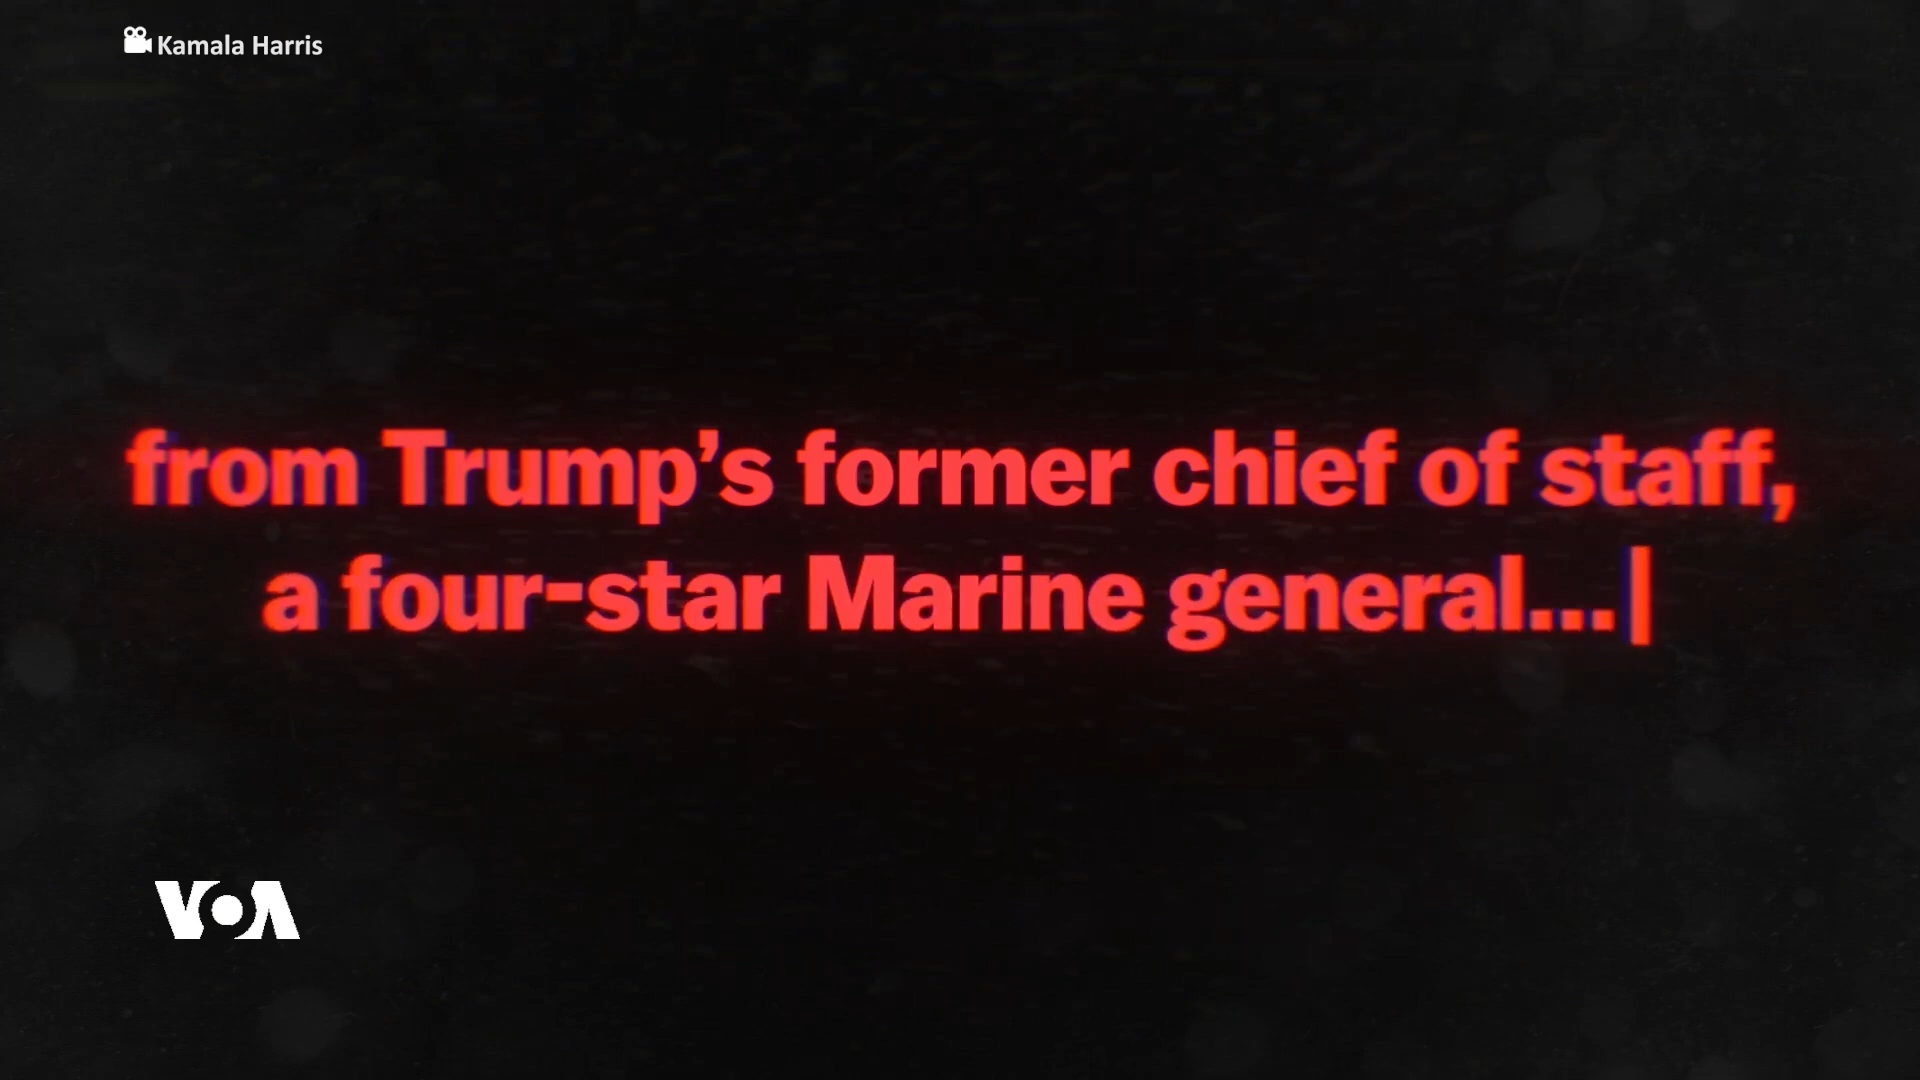 Kamala Harris
from Trump’s former chief of staff,
a four-star Marine general...|
VOA